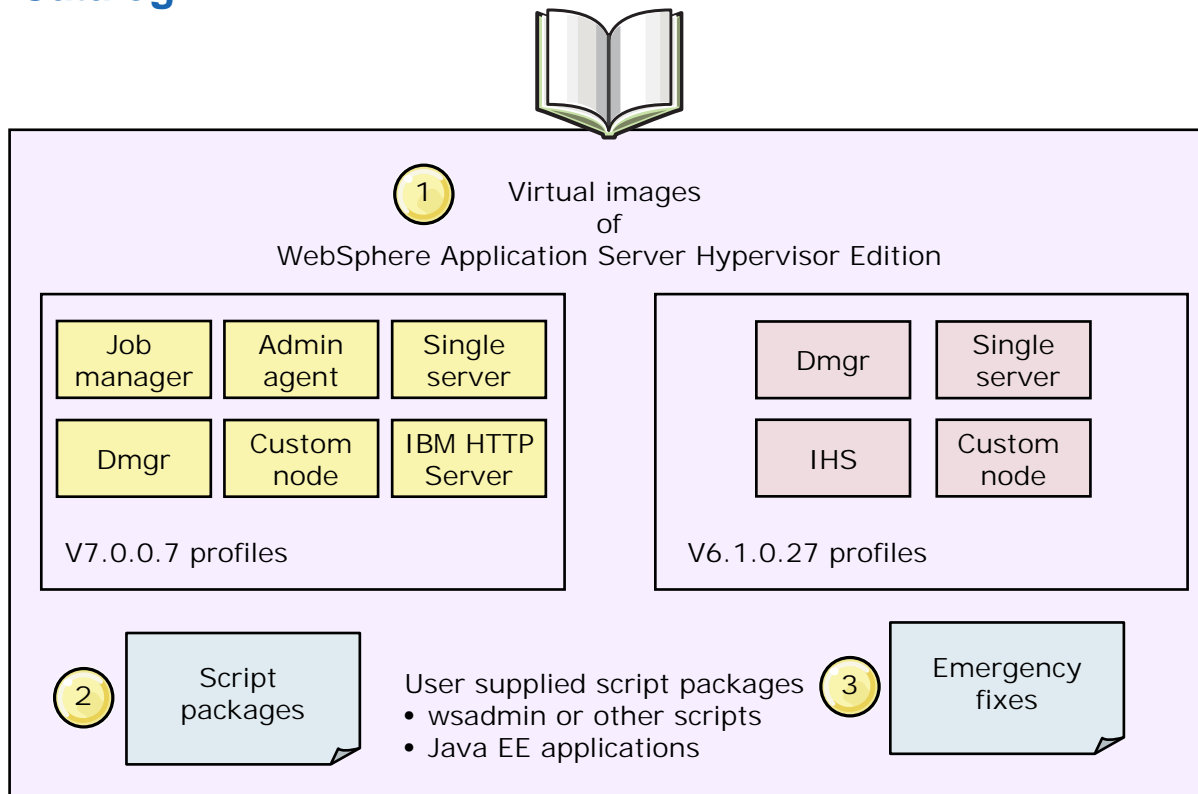 Catalog
1
Virtual images
of
WebSphere Application Server Hypervisor Edition
Job
manager
Admin
agent
Single
server
Dmgr
Custom
node
IBM HTTP
Server
V7.0.0.7 profiles
Dmgr
Single
server
IHS
Custom
node
V6.1.0.27 profiles
2
Script
packages
User supplied script packages
• wsadmin or other scripts
• Java EE applications
3
Emergency
fixes